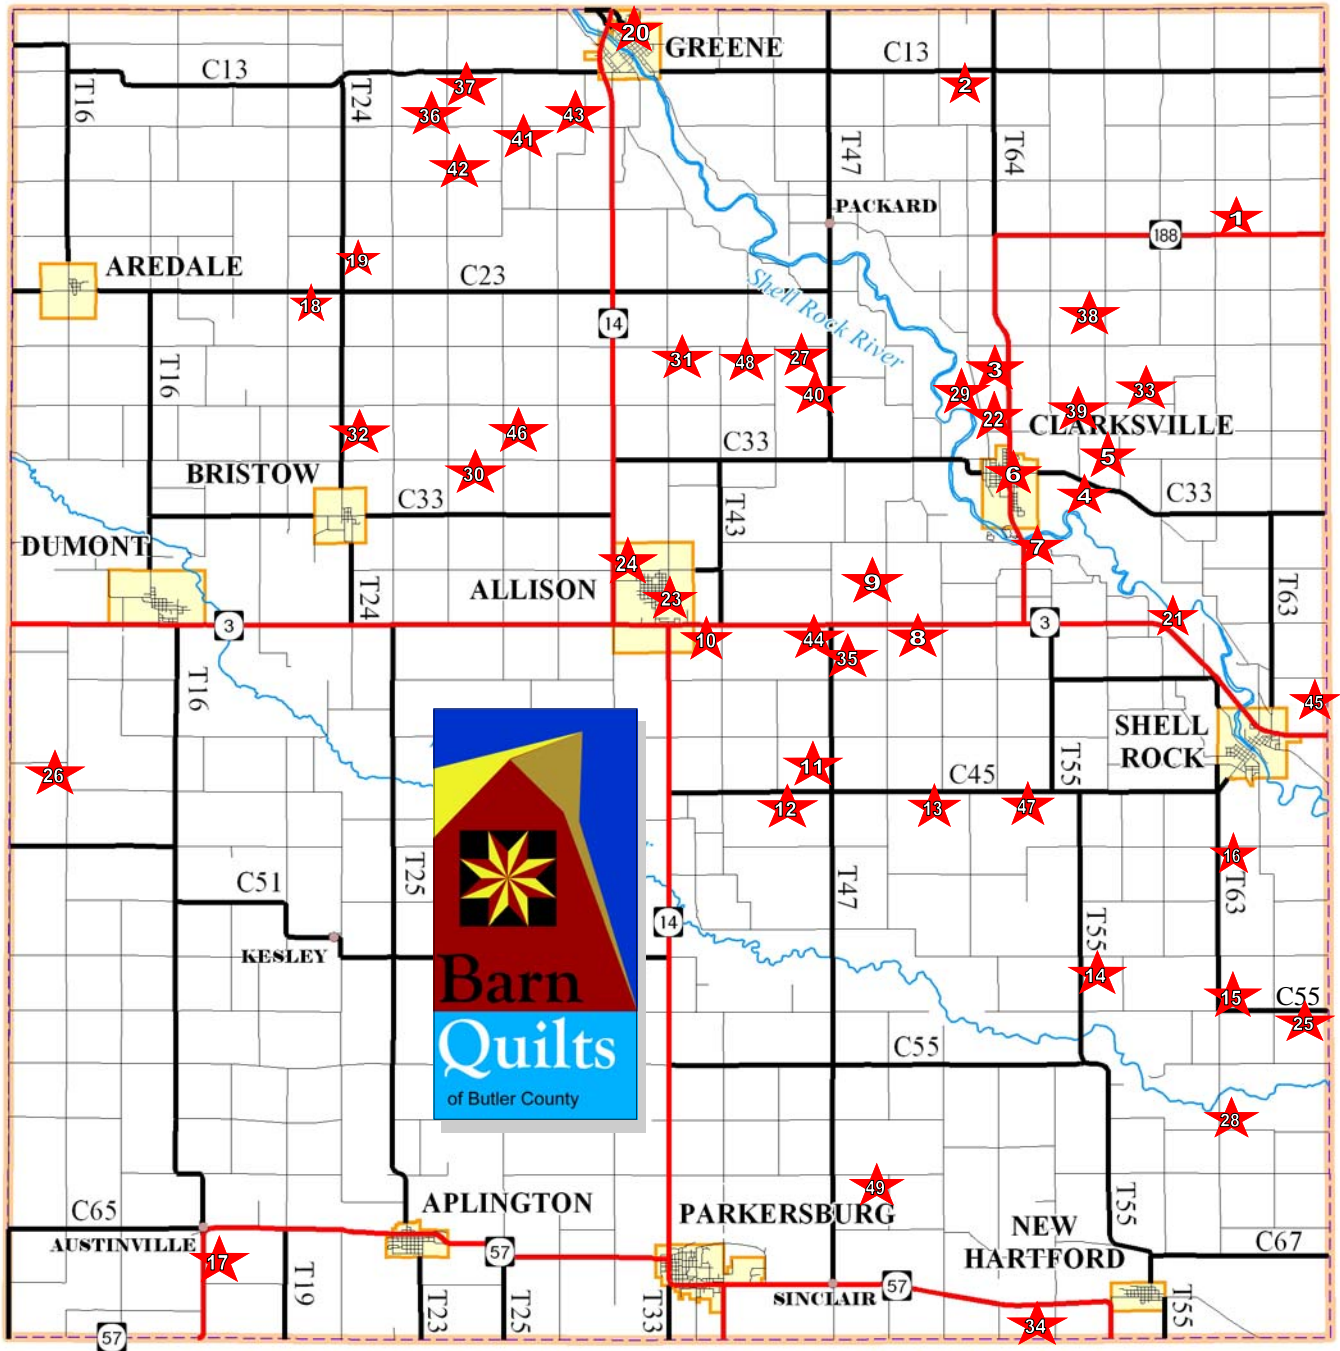 20
GREENE
C13
C13
37
2
T16
T24
36
43
41
T47
T64
42
PACKARD
1
188
19
AREDALE
C23
18
Shell Rock River
38
14
31
48
27
3
T16
40
29
33
39
22
CLARKSVILLE
32
46
C33
5
BRISTOW
30
6
4
C33
C33
T43
DUMONT
7
24
9
ALLISON
T24
23
T63
21
3
3
10
44
8
35
T16
45
SHELL
ROCK
11
26
T55
C45
12
13
47
16
T25
T47
C51
T63
14
T55
KESLEY
14
Barn
15
C55
25
Quilts
C55
of Butler County
28
49
T55
APLINGTON
C65
PARKERSBURG
NEW
HARTFORD
AUSTINVILLE
C67
57
17
T19
57
SINCLAIR
T23
T25
T33
T55
34
57